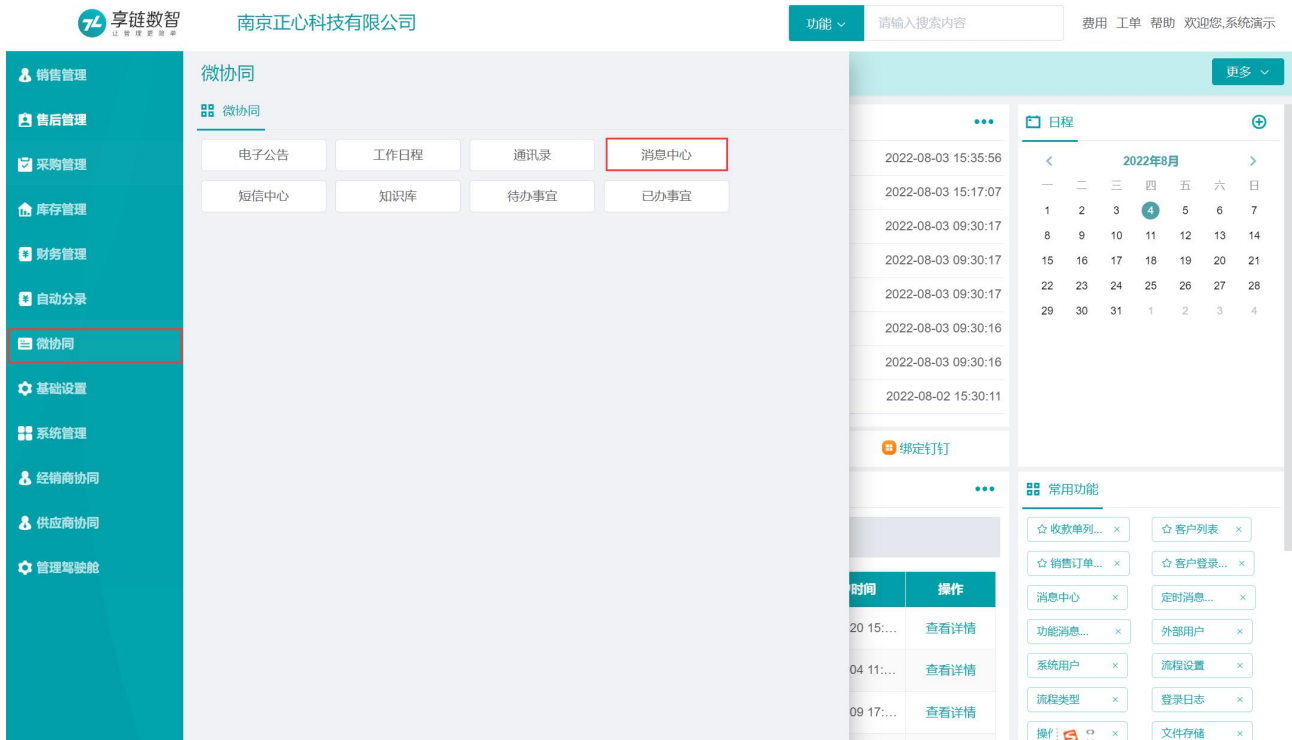 享链数智
让管理更简单
南京正心科技有限公司
功能
请输入搜索内容
费用 工单 帮助 欢迎您,系统演示
销售管理
售后管理
采购管理
库存管理
财务管理
自动分录
微协同
基础设置
系统管理
经销商协同
供应商协同
管理驾驶舱
微协同
微协同
电子公告 工作日程 通讯录 消息中心
短信中心 知识库 待办事宜 已办事宜
更多
2022-08-03 15:35:56
2022-08-03 15:17:07
2022-08-03 09:30:17
2022-08-03 09:30:17
2022-08-03 09:30:17
2022-08-03 09:30:16
2022-08-03 09:30:16
2022-08-02 15:30:11
绑定钉钉
时间 操作
20 15:... 查看详情
04 11:... 查看详情
09 17:... 查看详情
日程
2022年8月
一 二 三 四 五 六 日
1 2 3 4 5 6 7
8 9 10 11 12 13 14
15 16 17 18 19 20 21
22 23 24 25 26 27 28
29 30 31 1 2 3 4
常用功能
收款单列... × 客户列表 ×
销售订单... × 客户登录... ×
消息中心 × 定时消息... ×
功能消息... × 外部用户 ×
系统用户 × 流程设置 ×
流程类型 × 登录日志 ×
× 文件存储 ×